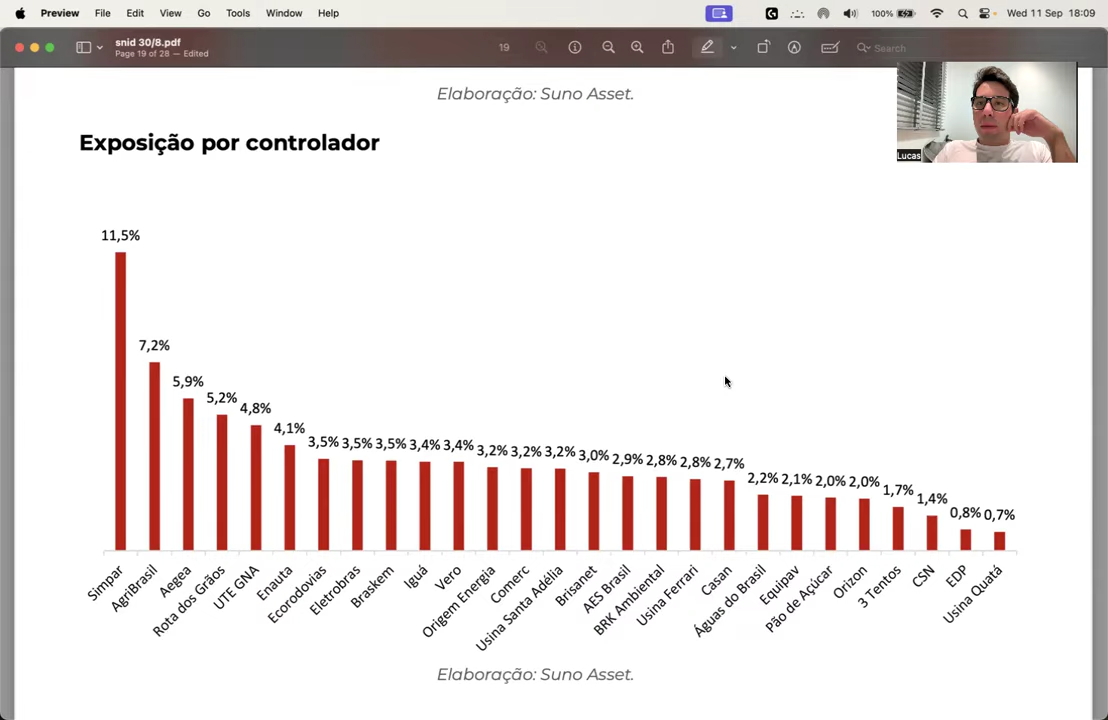 Preview File Edit View Go Tools Window Help 100% Wed 11 Sep 18:09
snid 30/8.pdf
Page 19 of 28 — Edited
19
Search
Elaboração: Suno Asset.
Lucas
Exposição por controlador
11,5%
7,2%
5,9%
5,2%
4,8%
4,1%
3,5% 3,5% 3,5% 3,4% 3,4% 3,2% 3,2% 3,2% 3,0% 2,9% 2,8% 2,8% 2,7%
2,2% 2,1% 2,0% 2,0%
1,7%
1,4%
0,8% 0,7%
Simpar
AgriBrasil
Aegea
Rota dos Grãos
UTE GNA
Enauta
Ecorodovias
Eletrobras
Braskem
Iguá
Vero
Origem Energia
Comerc
Usina Santa Adélia
Brisanet
AES Brasil
BRK Ambiental
Usina Ferrari
Casan
Águas do Brasil
Equipav
Pão de Açúcar
Orizon
3 Tentos
CSN
EDP
Usina Quatá
Elaboração: Suno Asset.